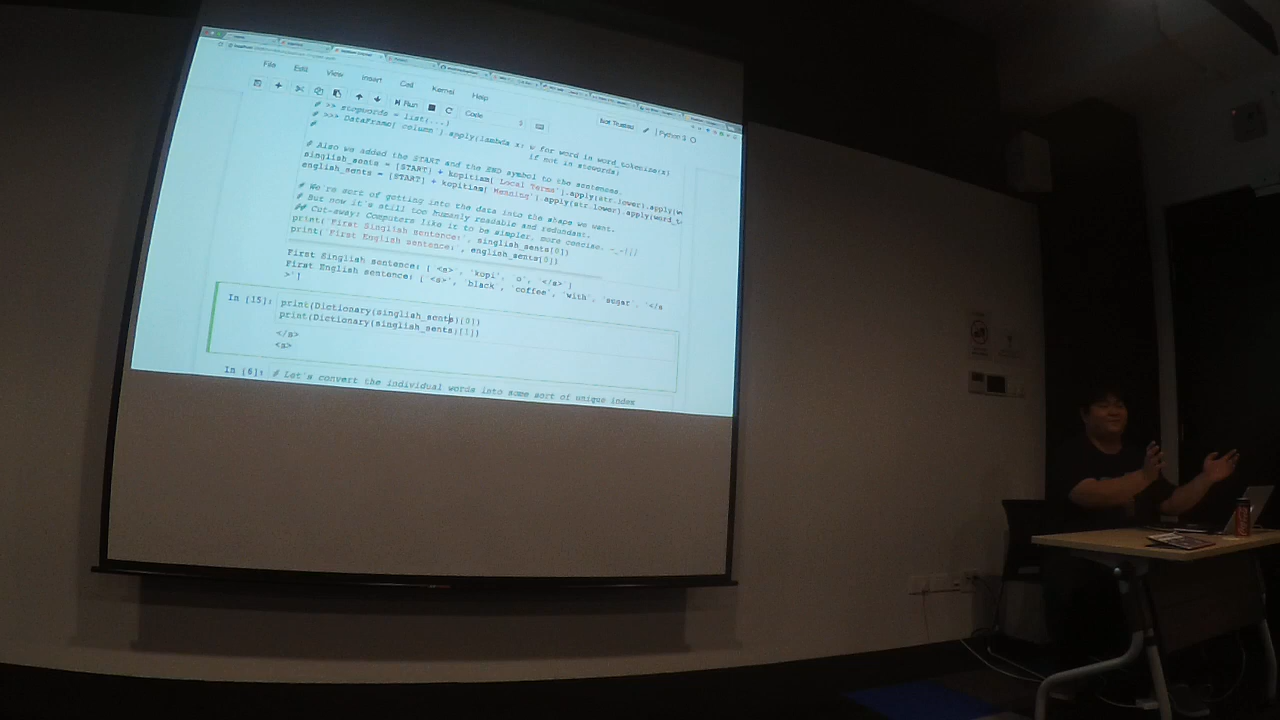 File Edit View Insert Cell Kernel Help
Run Code Not Trusted Python 3
# >> stopwords = list(...)
# >>> DataFrame['column'].apply(lambda x: w for word in word_tokenize(x)
# if not in stowords)
# Also we added the START and the END symbol to the sentences.
singlish_sents = [START] + kopitiam['Local Terms'].apply(str.lower).apply(w
english_sents = [START] + kopitiam['Meaning'].apply(str.lower).apply(word_t
# We're sort of getting into the data into the shape we want.
# But now it's still too humanly readable and redundant.
## Cut-away: Computers like it to be simpler, more concise. -_-|||
print('First Singlish sentence:', singlish_sents[0])
print('First English sentence:', english_sents[0])
First Singlish sentence: ['<s>', 'kopi', 'o', '</s>']
First English sentence: ['<s>', 'black', 'coffee', 'with', 'sugar', '</s
>']
In [15]: print(Dictionary(singlish_sents)[0])
print(Dictionary(singlish_sents)[1])
</s>
<s>
In [6]: # Let's convert the individual words into some sort of unique index